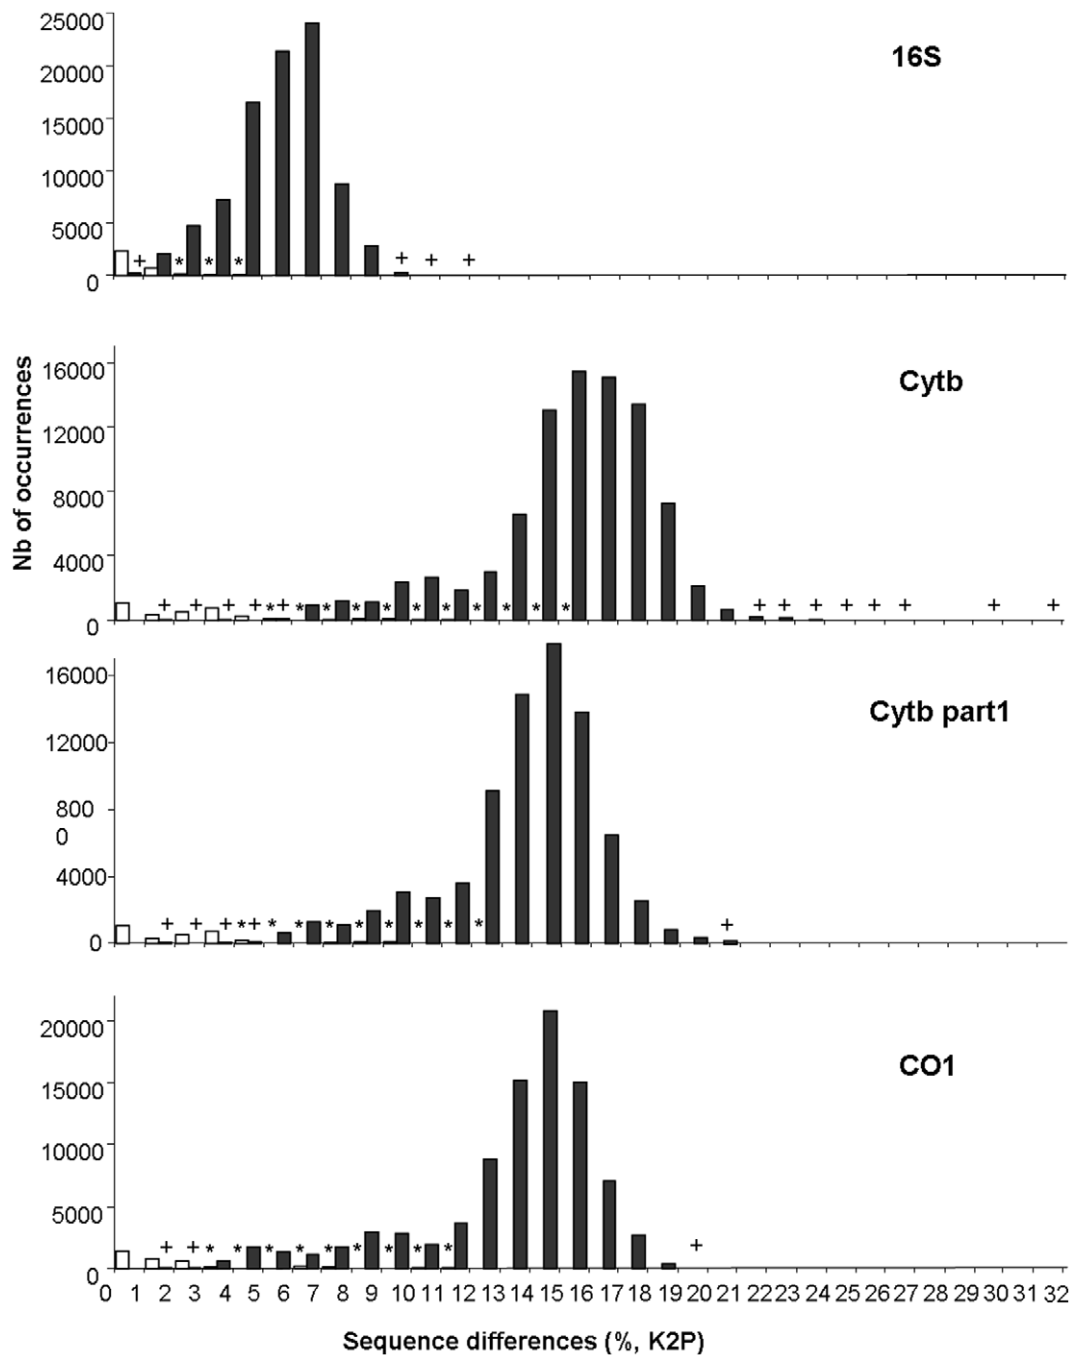 25000
20000
15000
10000
5000
0
16S
+ * * * + + +
Nb of occurrences
16000
12000
8000
4000
0
Cytb
+ + + + * + * * * * * * * * * * + + + + + + + +
16000
12000
800
0
4000
0
Cytb part1
+ + + * + * * * * * * * * +
20000
15000
10000
5000
0
CO1
+ + * * * * * * * * * +
0 1 2 3 4 5 6 7 8 9 10 11 12 13 14 15 16 17 18 19 20 21 22 23 24 25 26 27 28 29 30 31 32
Sequence differences (%, K2P)